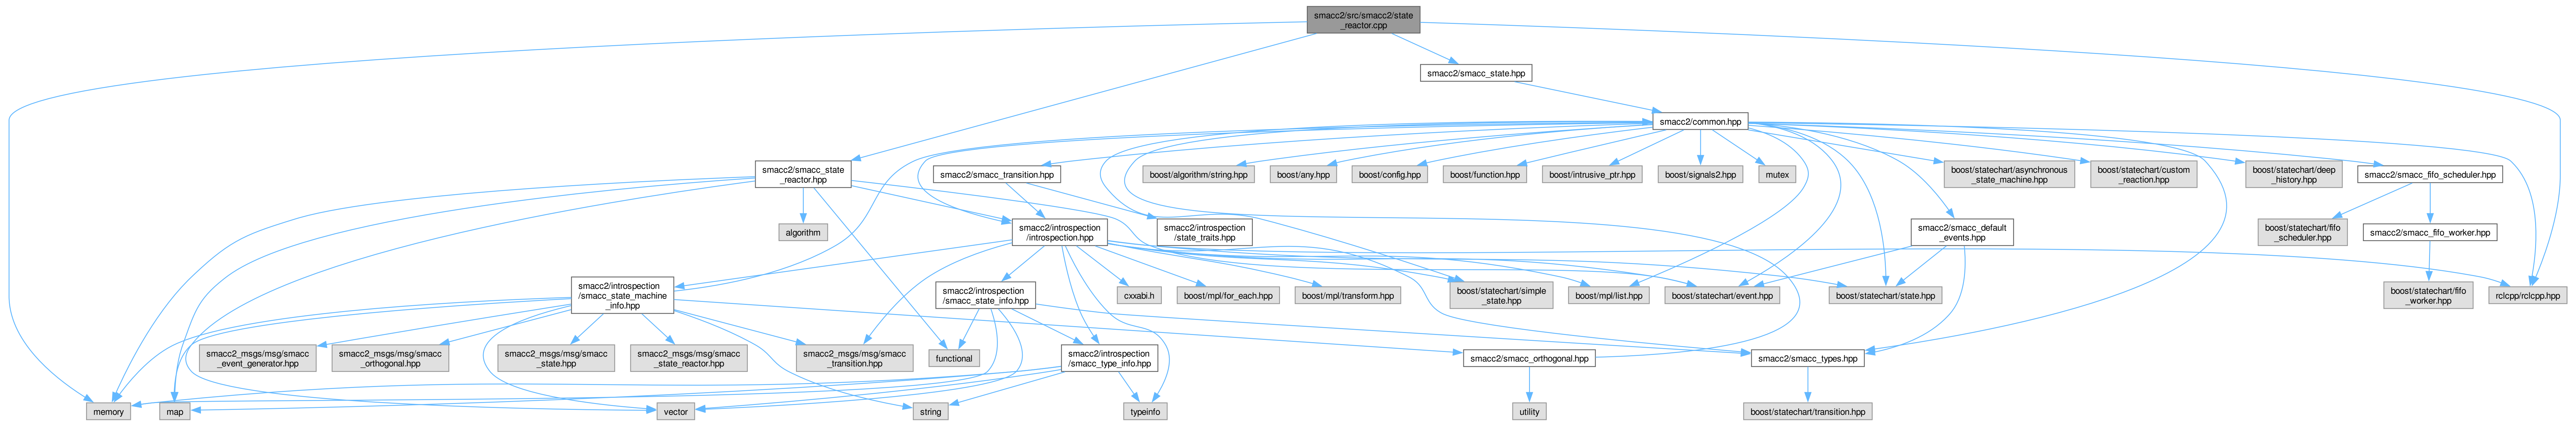 smacc2/src/smacc2/state
_reactor.cpp
smacc2/smacc_state.hpp
smacc2/common.hpp
smacc2/smacc_state
_reactor.hpp
smacc2/smacc_transition.hpp
boost/algorithm/string.hpp
boost/any.hpp
boost/config.hpp
boost/function.hpp
boost/intrusive_ptr.hpp
boost/signals2.hpp
mutex
boost/statechart/asynchronous
_state_machine.hpp
boost/statechart/custom
_reaction.hpp
boost/statechart/deep
_history.hpp
smacc2/smacc_fifo_scheduler.hpp
algorithm
smacc2/introspection
/introspection.hpp
smacc2/introspection
/state_traits.hpp
smacc2/smacc_default
_events.hpp
boost/statechart/fifo
_scheduler.hpp
smacc2/smacc_fifo_worker.hpp
smacc2/introspection
/smacc_state_machine
_info.hpp
smacc2/introspection
/smacc_state_info.hpp
cxxabi.h
boost/mpl/for_each.hpp
boost/mpl/transform.hpp
boost/statechart/simple
_state.hpp
boost/mpl/list.hpp
boost/statechart/event.hpp
boost/statechart/state.hpp
boost/statechart/fifo
_worker.hpp
rclcpp/rclcpp.hpp
smacc2_msgs/msg/smacc
_event_generator.hpp
smacc2_msgs/msg/smacc
_orthogonal.hpp
smacc2_msgs/msg/smacc
_state.hpp
smacc2_msgs/msg/smacc
_state_reactor.hpp
smacc2_msgs/msg/smacc
_transition.hpp
functional
smacc2/introspection
/smacc_type_info.hpp
smacc2/smacc_orthogonal.hpp
smacc2/smacc_types.hpp
memory
map
vector
string
typeinfo
utility
boost/statechart/transition.hpp